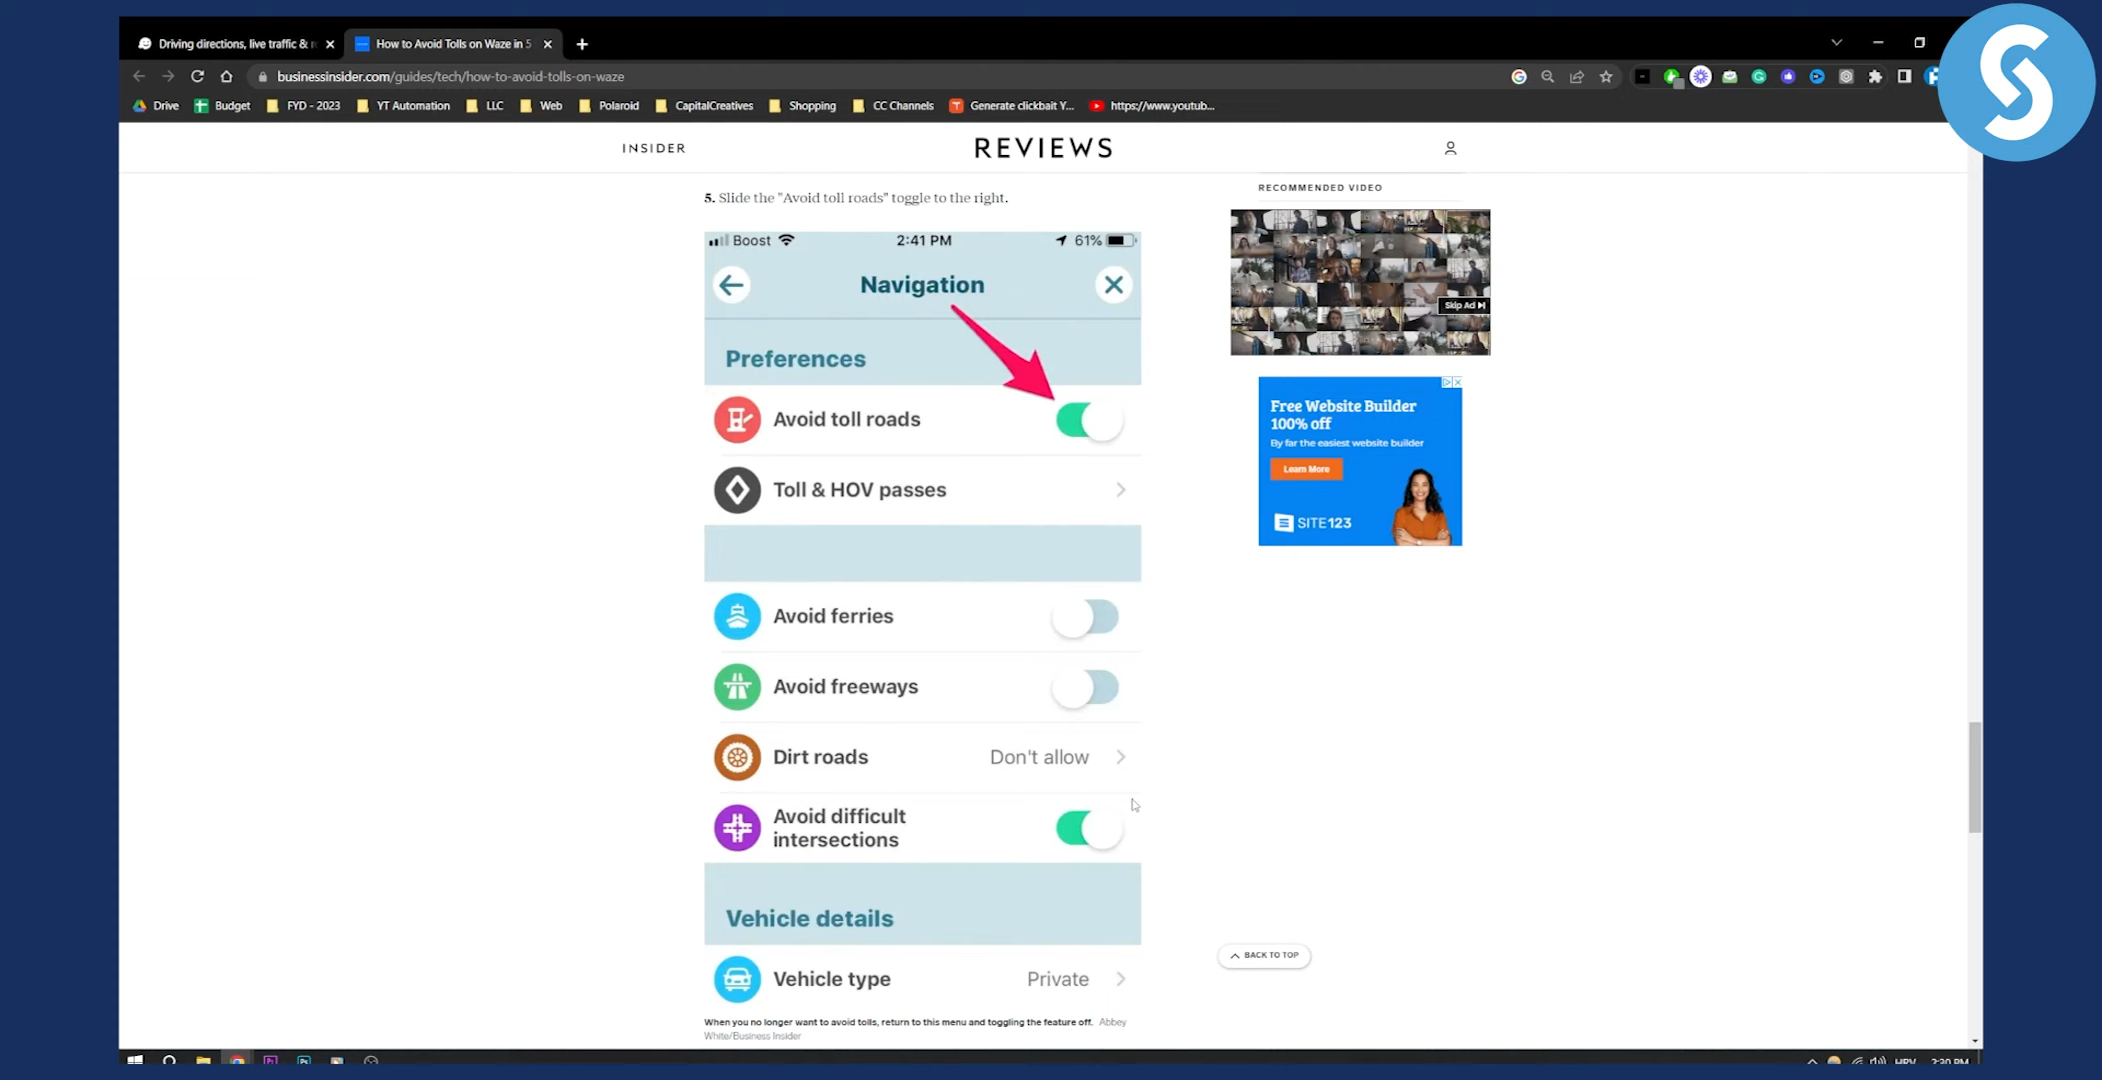 Driving directions, live traffic & r
How to Avoid Tolls on Waze in 5
businessinsider.com/guides/tech/how-to-avoid-tolls-on-waze
Drive
Budget
FYD - 2023
YT Automation
LLC
Web
Polaroid
CapitalCreatives
Shopping
CC Channels
Generate clickbait Y...
https://www.youtub...
INSIDER
REVIEWS
5. Slide the "Avoid toll roads" toggle to the right.
Boost
2:41 PM
61%
Navigation
Preferences
Avoid toll roads
Toll & HOV passes
Avoid ferries
Avoid freeways
Dirt roads
Don't allow
Avoid difficult
intersections
Vehicle details
Vehicle type
Private
When you no longer want to avoid tolls, return to this menu and toggling the feature off. Abbey
White/Business Insider
RECOMMENDED VIDEO
Skip Ad
Free Website Builder
100% off
By far the easiest website builder
Learn More
SITE123
BACK TO TOP
HRV
2:30 PM